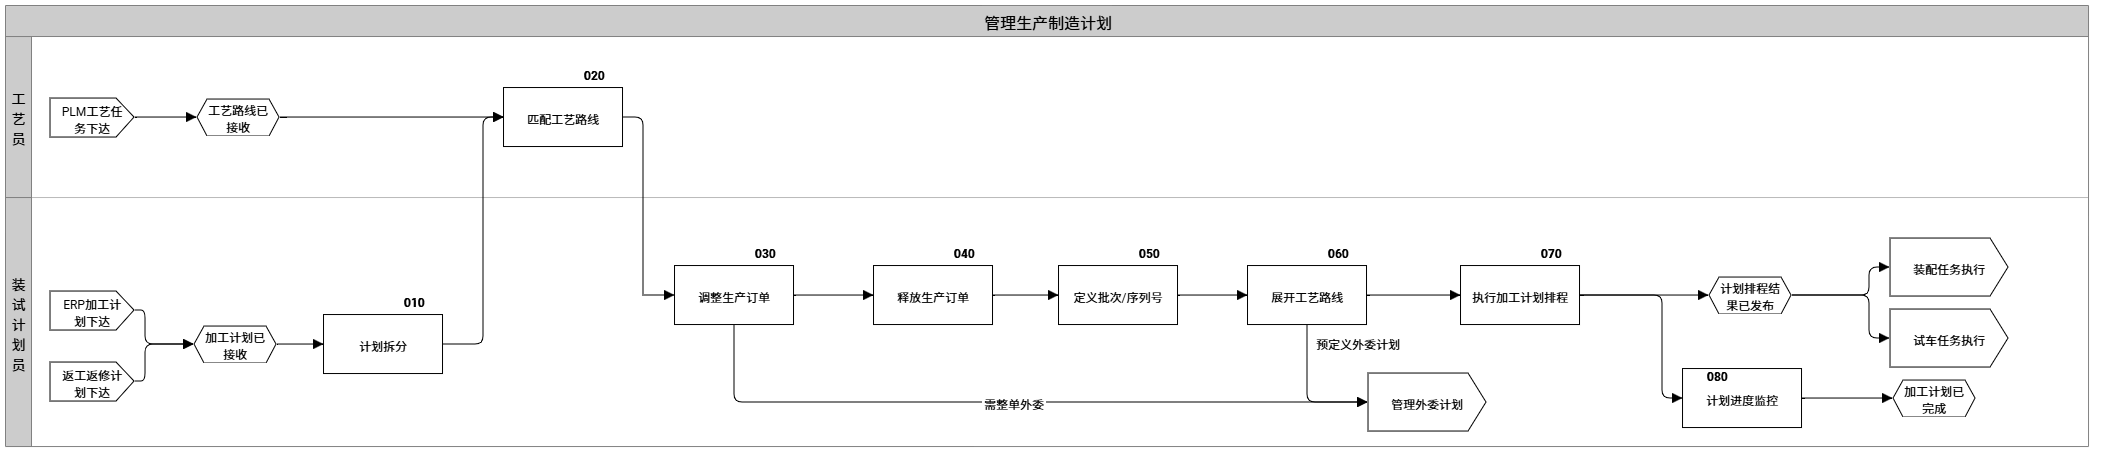 管理生产制造计划
工艺员
020
PLM工艺任
务下达
工艺路线已
接收
匹配工艺路线
装试计划员
ERP加工计
划下达
返工返修计
划下达
加工计划已
接收
010
计划拆分
030
调整生产订单
040
释放生产订单
050
定义批次/序列号
060
展开工艺路线
070
执行加工计划排程
计划排程结
果已发布
装配任务执行
试车任务执行
预定义外委计划
需整单外委
管理外委计划
080
计划进度监控
加工计划已
完成